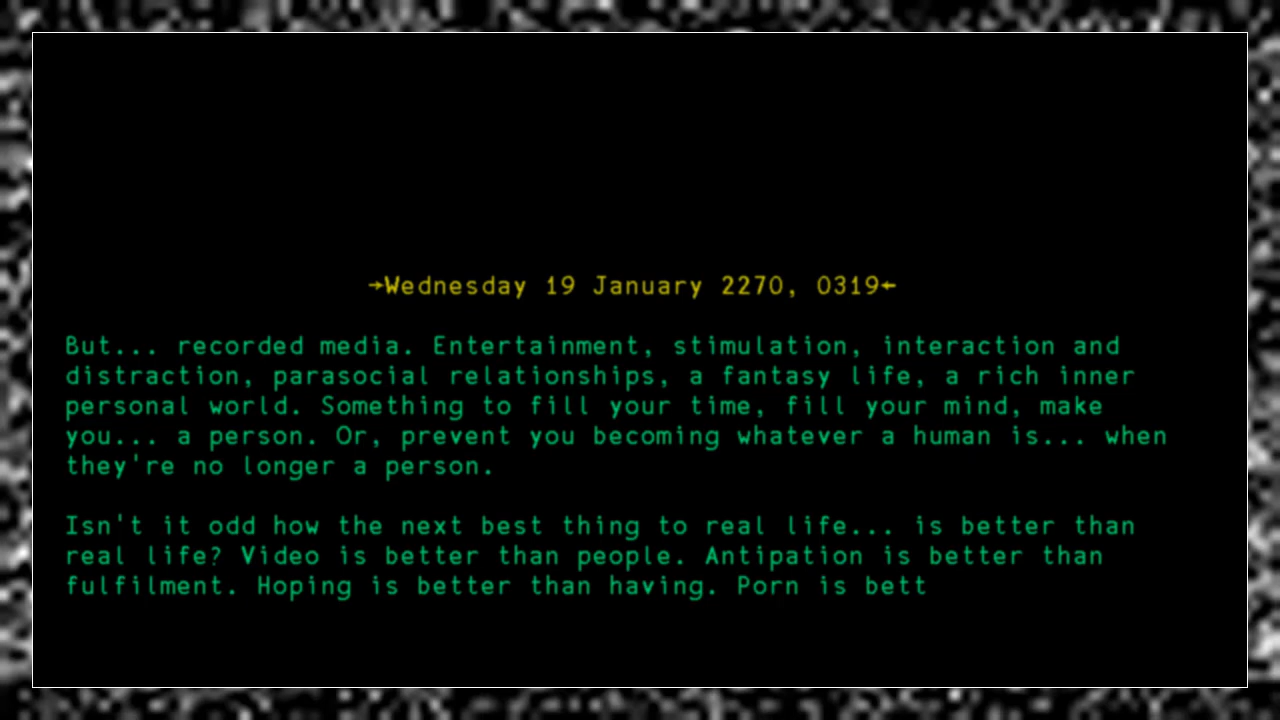 →Wednesday 19 January 2270, 0319←
But... recorded media. Entertainment, stimulation, interaction and
distraction, parasocial relationships, a fantasy life, a rich inner
personal world. Something to fill your time, fill your mind, make
you... a person. Or, prevent you becoming whatever a human is... when
they're no longer a person.
Isn't it odd how the next best thing to real life... is better than
real life? Video is better than people. Antipation is better than
fulfilment. Hoping is better than having. Porn is bett